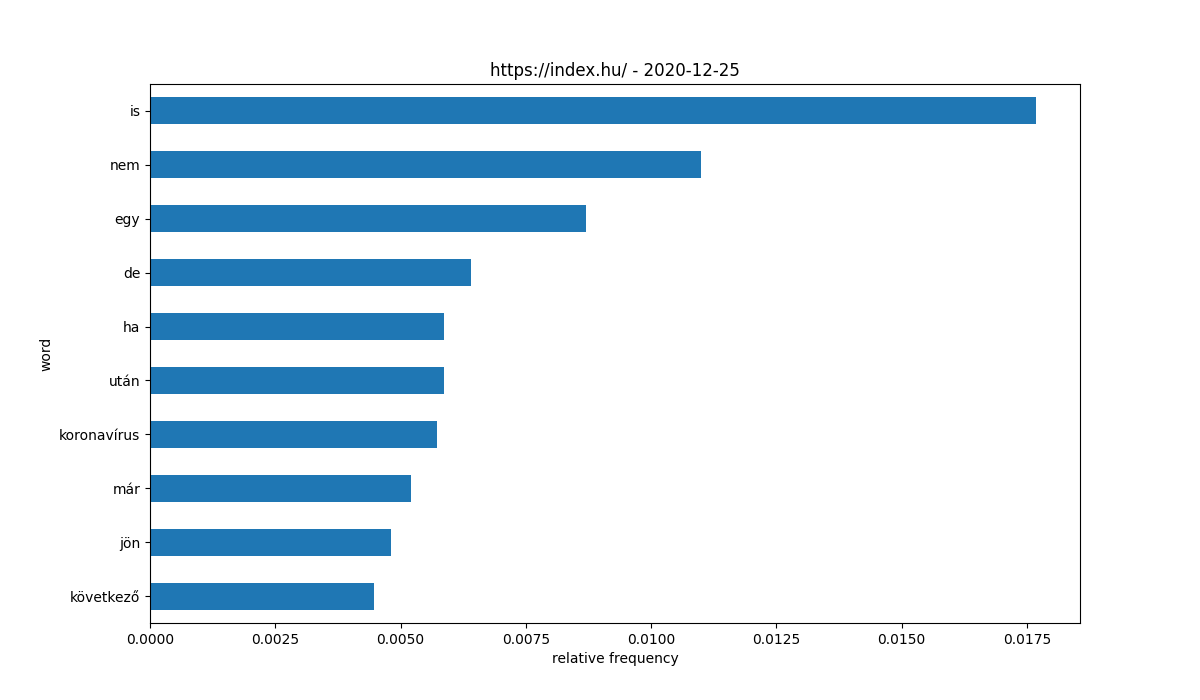 https://index.hu/ - 2020-12-25
word
is
nem
egy
de
ha
után
koronavírus
már
jön
következő
0.0000 0.0025 0.0050 0.0075 0.0100 0.0125 0.0150 0.0175
relative frequency